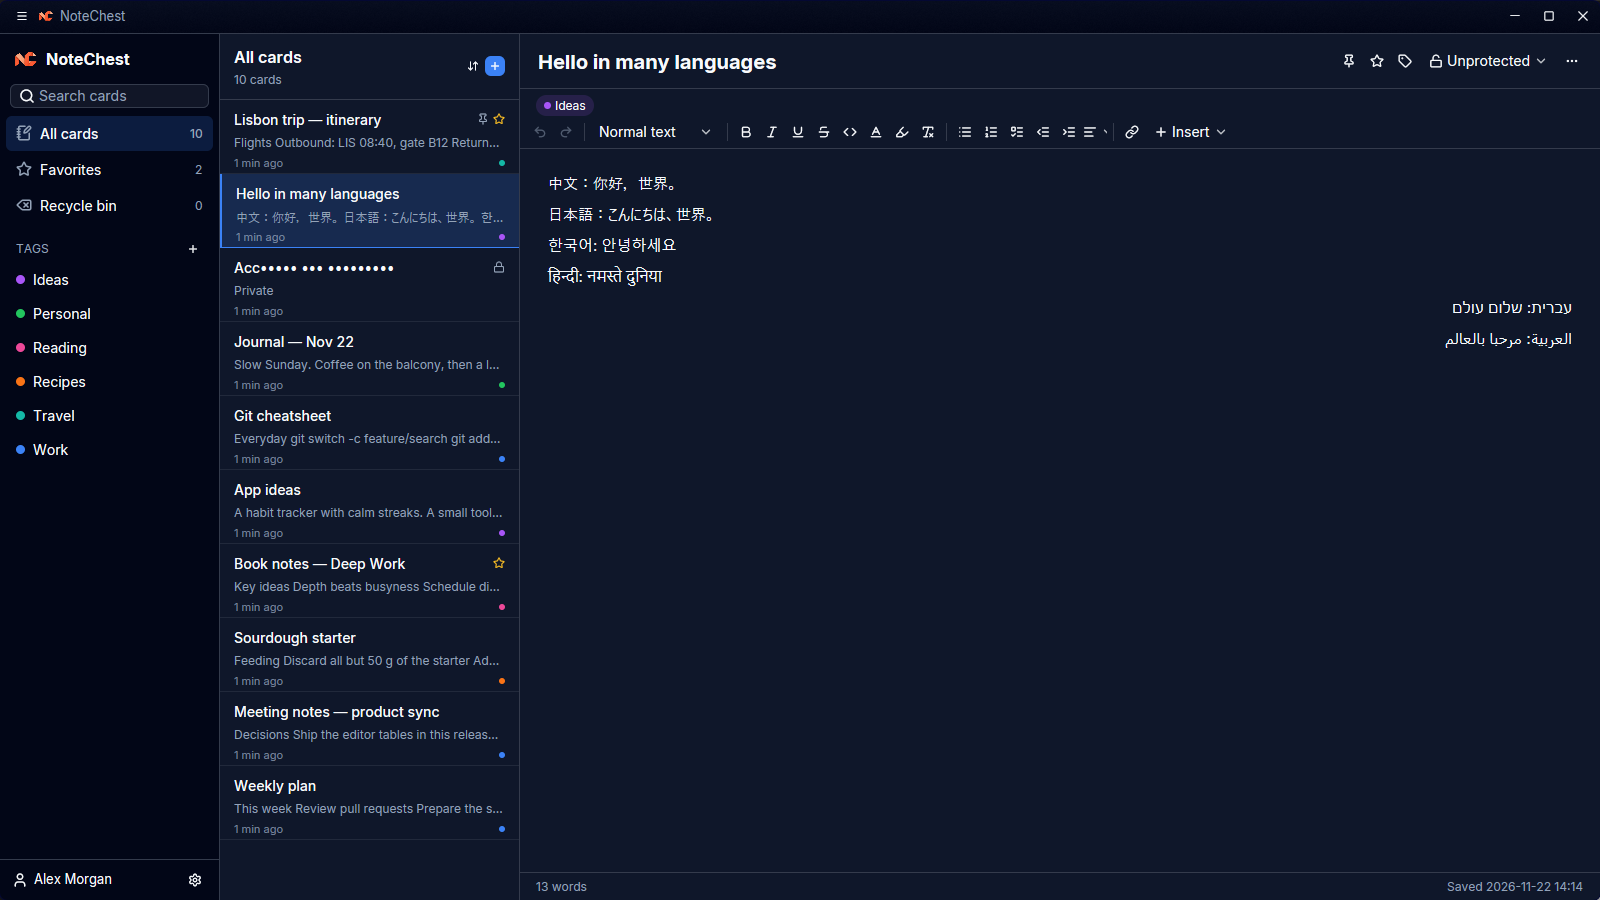 NoteChest
NoteChest
Search cards
All cards 10
Favorites 2
Recycle bin 0
TAGS
Ideas
Personal
Reading
Recipes
Travel
Work
Alex Morgan
All cards
10 cards
Lisbon trip — itinerary
Flights Outbound: LIS 08:40, gate B12 Return...
1 min ago
Hello in many languages
中文：你好，世界。日本語：こんにちは、世界。한...
1 min ago
Acc••••• ••• •••••••••
Private
1 min ago
Journal — Nov 22
Slow Sunday. Coffee on the balcony, then a l...
1 min ago
Git cheatsheet
Everyday git switch -c feature/search git add...
1 min ago
App ideas
A habit tracker with calm streaks. A small tool...
1 min ago
Book notes — Deep Work
Key ideas Depth beats busyness Schedule di...
1 min ago
Sourdough starter
Feeding Discard all but 50 g of the starter Ad...
1 min ago
Meeting notes — product sync
Decisions Ship the editor tables in this releas...
1 min ago
Weekly plan
This week Review pull requests Prepare the s...
1 min ago
Hello in many languages
Unprotected
Ideas
Normal text
Insert
中文：你好，世界。
日本語：こんにちは、世界。
한국어: 안녕하세요
हिन्दी: नमस्ते दुनिया
עברית: שלום עולם
العربية: مرحبا بالعالم
13 words
Saved 2026-11-22 14:14